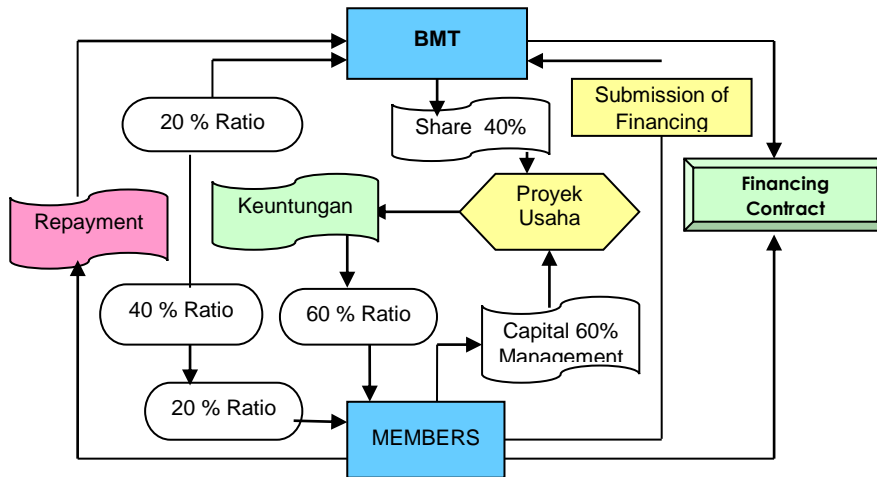 BMT
20 % Ratio
Share 40%
Submission of
Financing
Repayment
Keuntungan
Proyek
Usaha
Financing
Contract
40 % Ratio
60 % Ratio
Capital 60%
Management
20 % Ratio
MEMBERS